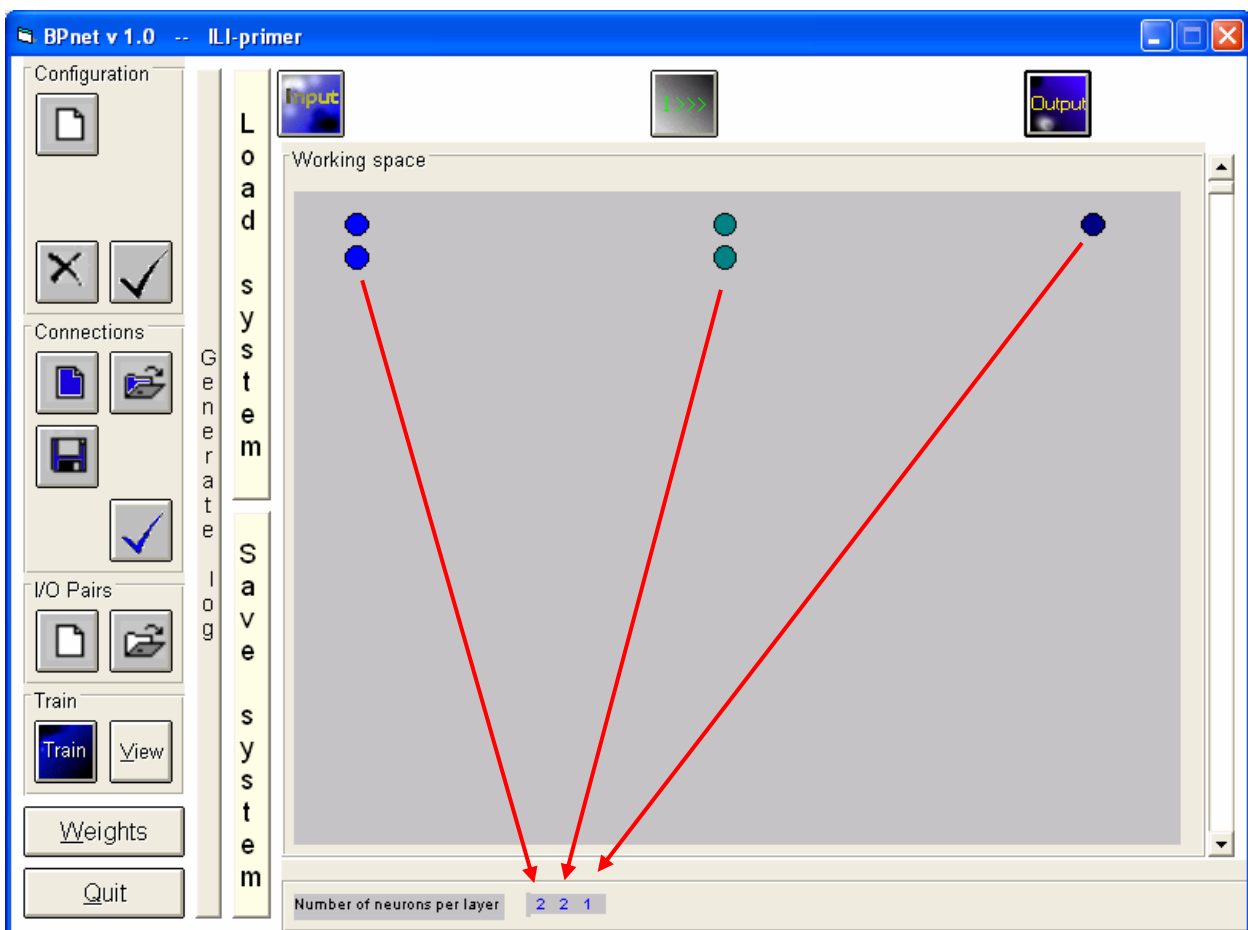 BPnet v 1.0 -- ILI-primer
Configuration
Connections
I/O Pairs
Train
Train
View
Weights
Quit
Generate log
Load system
Save system
Input
1>>>
Output
Working space
Number of neurons per layer 2 2 1